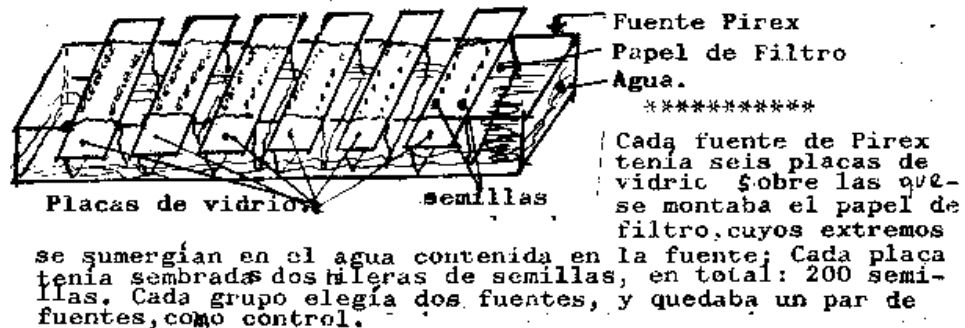 Fuente Pirex
Papel de Filtro
Agua.
***********
Placas de vidrio.
semillas
Cada fuente de Pirex
tenía seis placas de
vidrio sobre las que-
se montaba el papel de
filtro, cuyos extremos
se sumergían en el agua contenida en la fuente; Cada placa
tenía sembradas dos hileras de semillas, en total: 200 semi-
llas. Cada grupo elegía dos fuentes, y quedaba un par de
fuentes, como control.